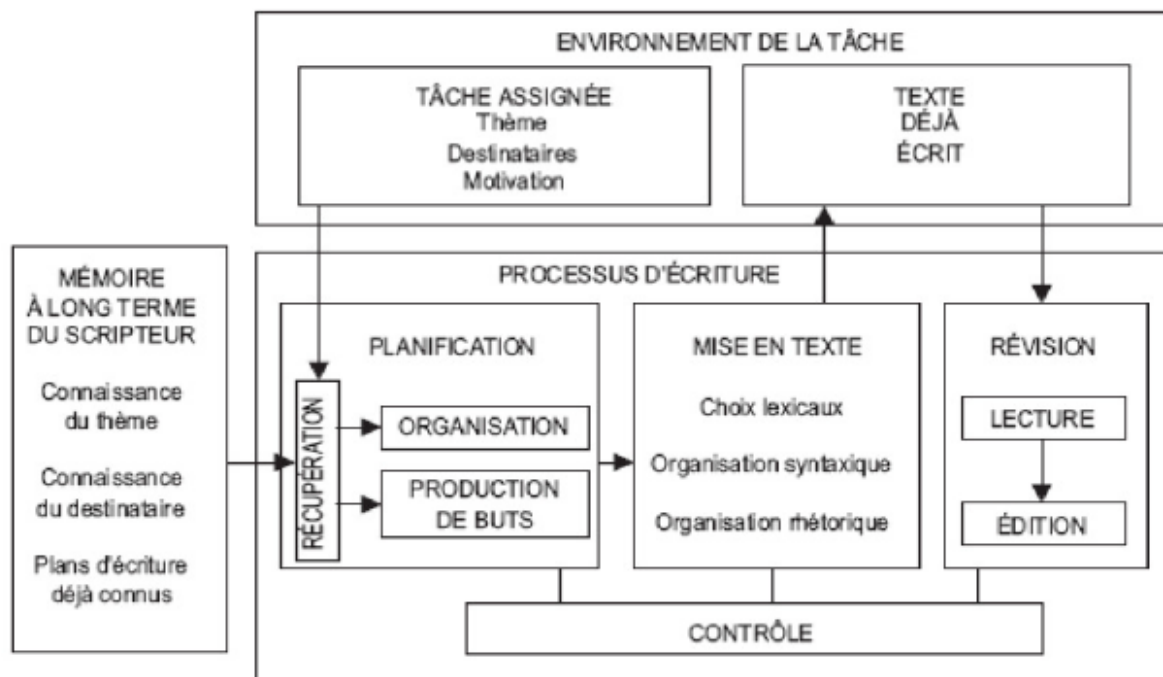 ENVIRONNEMENT DE LA TÂCHE
TÂCHE ASSIGNÉE
Thème
Destinataires
Motivation
TEXTE
DÉJÀ
ÉCRIT
MÉMOIRE
À LONG TERME
DU SCRIPTEUR
Connaissance
du thème
Connaissance
du destinataire
Plans d'écriture
déjà connus
PROCESSUS D'ÉCRITURE
PLANIFICATION
RÉCUPÉRATION
ORGANISATION
PRODUCTION
DE BUTS
MISE EN TEXTE
Choix lexicaux
Organisation syntaxique
Organisation rhétorique
RÉVISION
LECTURE
ÉDITION
CONTRÔLE